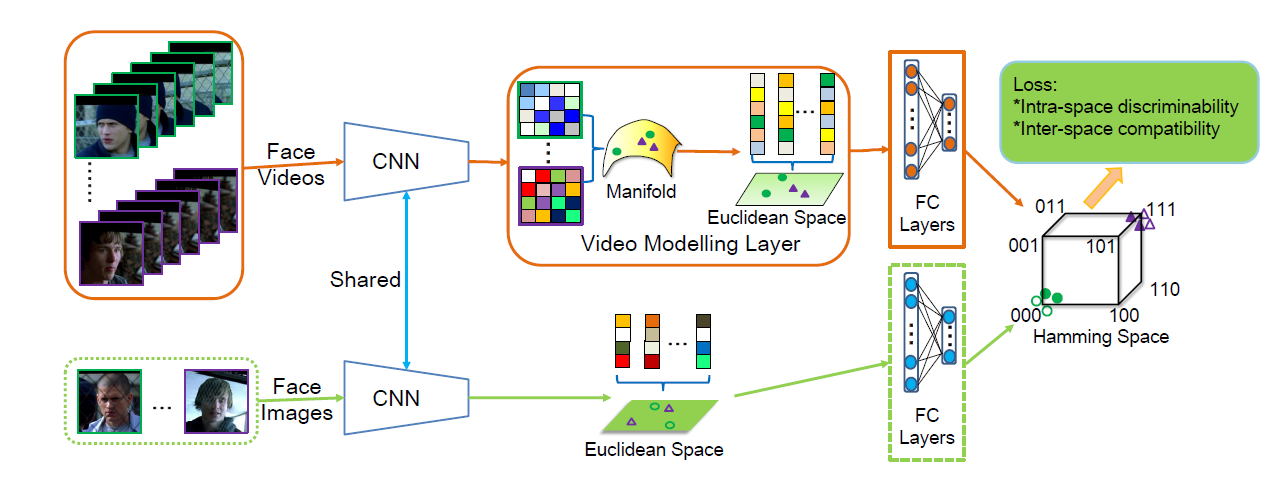 Face
Videos
CNN
Manifold
Euclidean Space
Video Modelling Layer
FC
Layers
Loss:
*Intra-space discriminability
*Inter-space compatibility
011
111
001
101
110
000
100
Hamming Space
Shared
Face
Images
CNN
Euclidean Space
FC
Layers